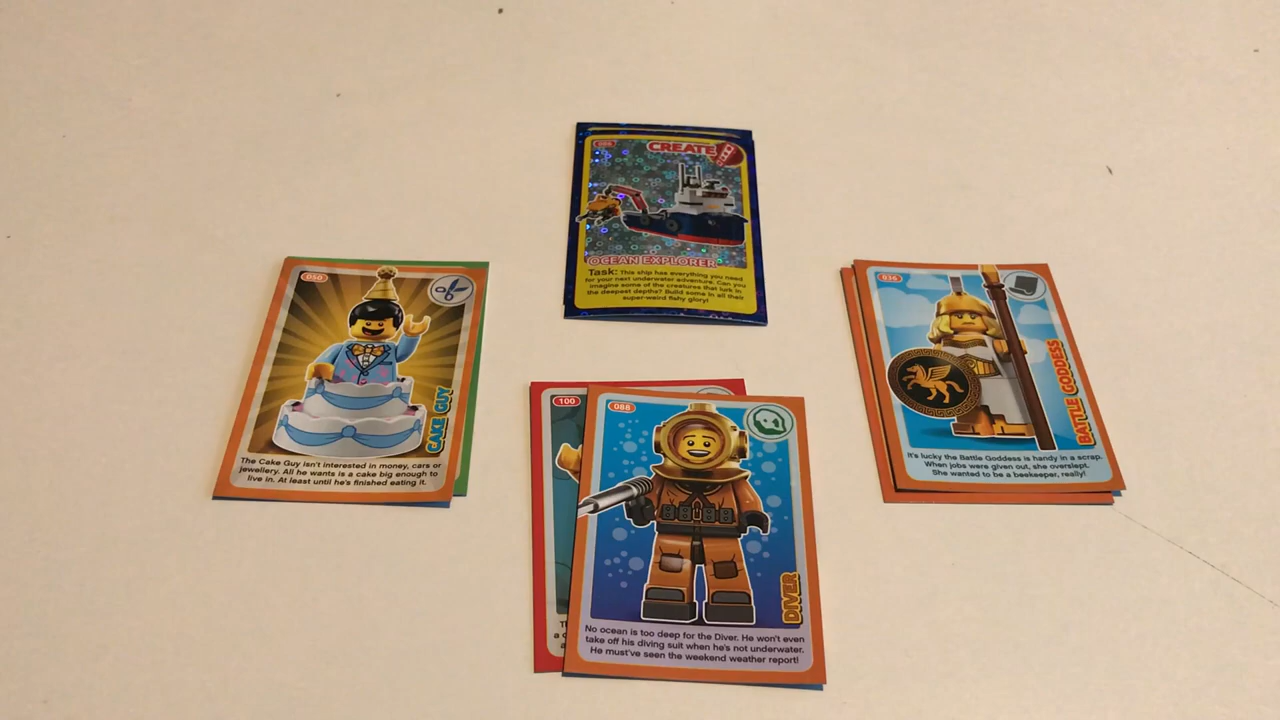 CREATE
OCEAN EXPLORER
Task: This ship has everything you need
for your next underwater adventure. Can you
imagine some of the creatures that lurk in
the deepest depths? Build some in all their
super-weird fishy glory!
050
CAKE GUY
The Cake Guy isn't interested in money, cars or
jewellery. All he wants is a cake big enough to
live in. At least until he's finished eating it.
036
BATTLE GODDESS
It's lucky the Battle Goddess is handy in a scrap.
When jobs were given out, she overslept.
She wanted to be a beekeeper, really!
100
088
DIVER
No ocean is too deep for the Diver. He won't even
take off his diving suit when he's not underwater.
He must've seen the weekend weather report!